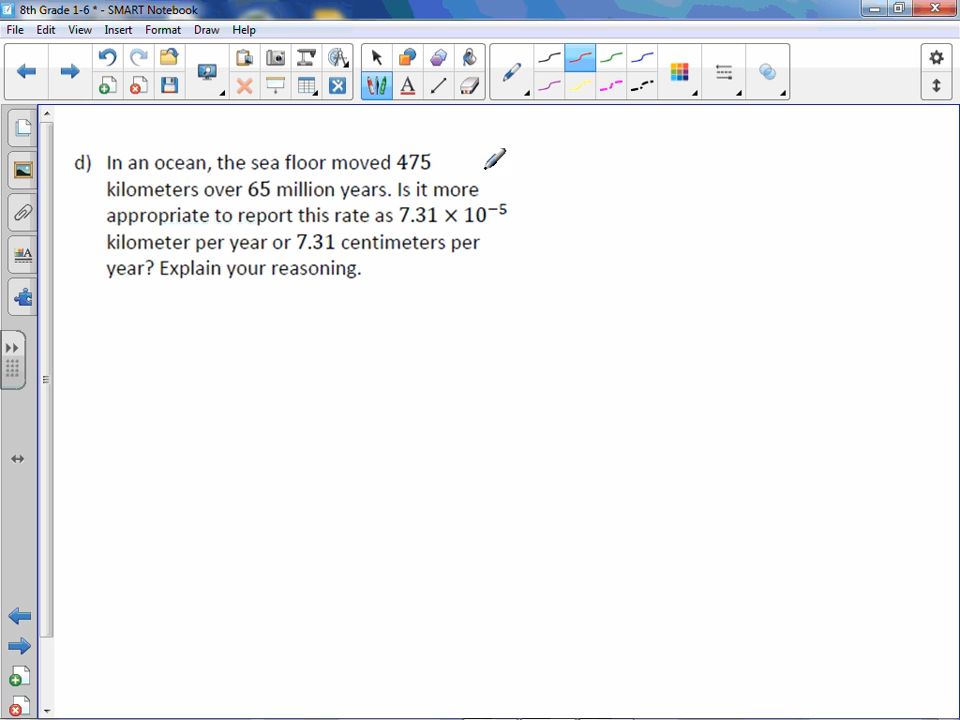 8th Grade 1-6 * - SMART Notebook
File Edit View Insert Format Draw Help
d) In an ocean, the sea floor moved 475
kilometers over 65 million years. Is it more
appropriate to report this rate as 7.31 × 10⁻⁵
kilometer per year or 7.31 centimeters per
year? Explain your reasoning.